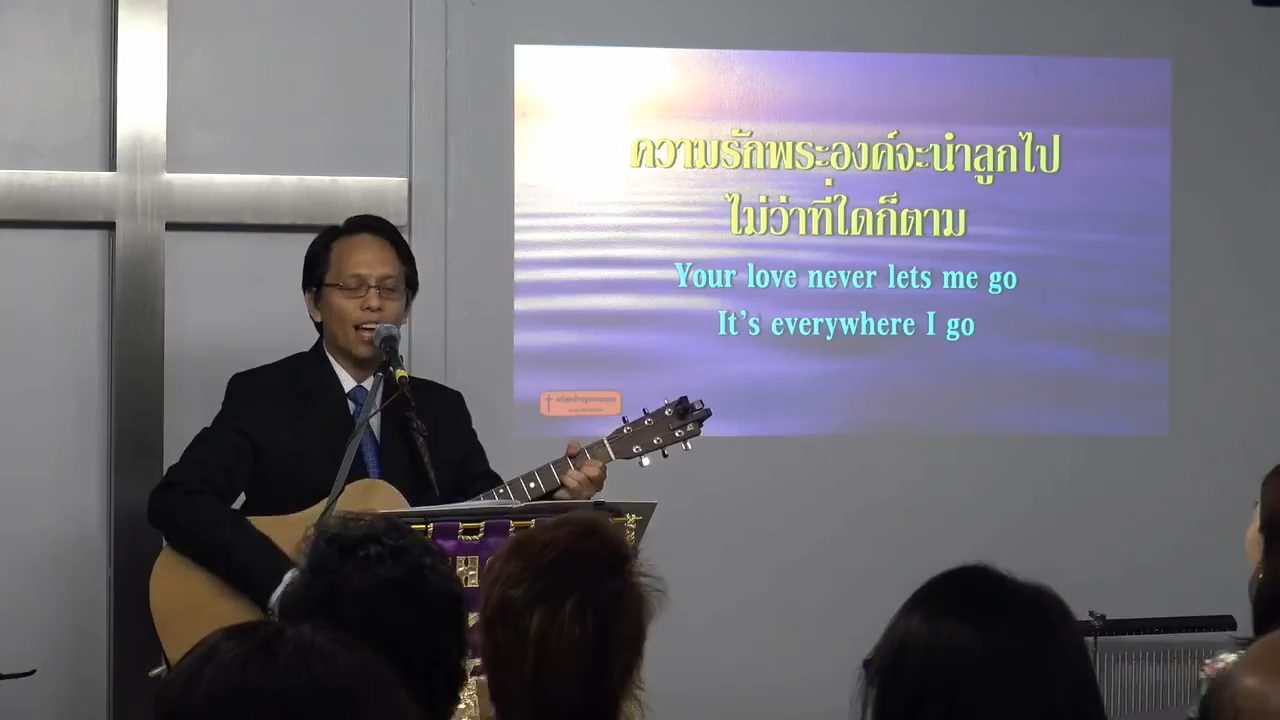 ความรักพระองค์จะนำลูกไป
ไม่ว่าที่ใดก็ตาม
Your love never lets me go
It's everywhere I go